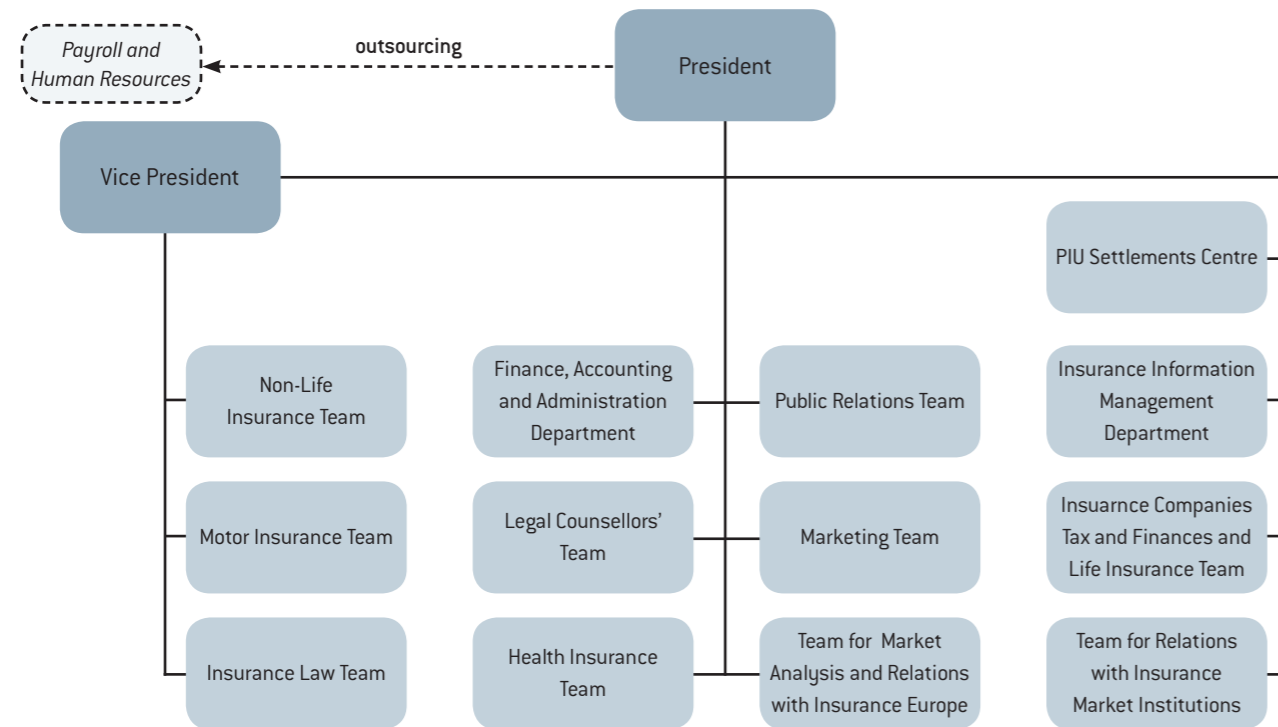 Payroll and
Human Resources
outsourcing
President
Vice President
PIU Settlements Centre
Non-Life
Insurance Team
Finance, Accounting
and Administration
Department
Public Relations Team
Insurance Information
Management
Department
Motor Insurance Team
Legal Counsellors’
Team
Marketing Team
Insuarnce Companies
Tax and Finances and
Life Insurance Team
Insurance Law Team
Health Insurance
Team
Team for Market
Analysis and Relations
with Insurance Europe
Team for Relations
with Insurance
Market Institutions